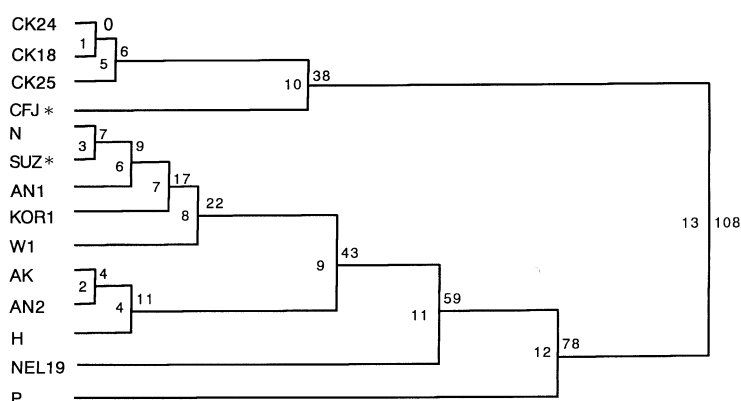 CK24 0
1
CK18 6
5
CK25 38
10
CFJ *
N 7
3 9
SUZ*
6 17
AN1 7
22
KOR1 8
13 108
W1 43
9
AK 4
2 11 59
AN2 4 11
H 78
12
NEL19
P